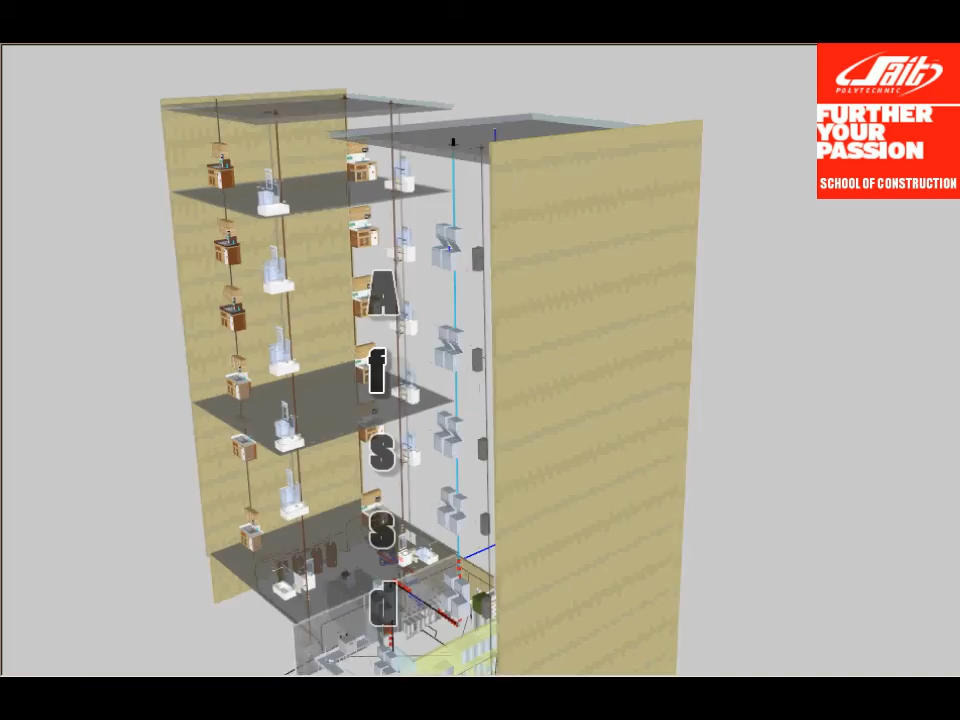 Sait
POLYTECHNIC
FURTHER
YOUR
PASSION
SCHOOL OF CONSTRUCTION
A
f
s
s
d